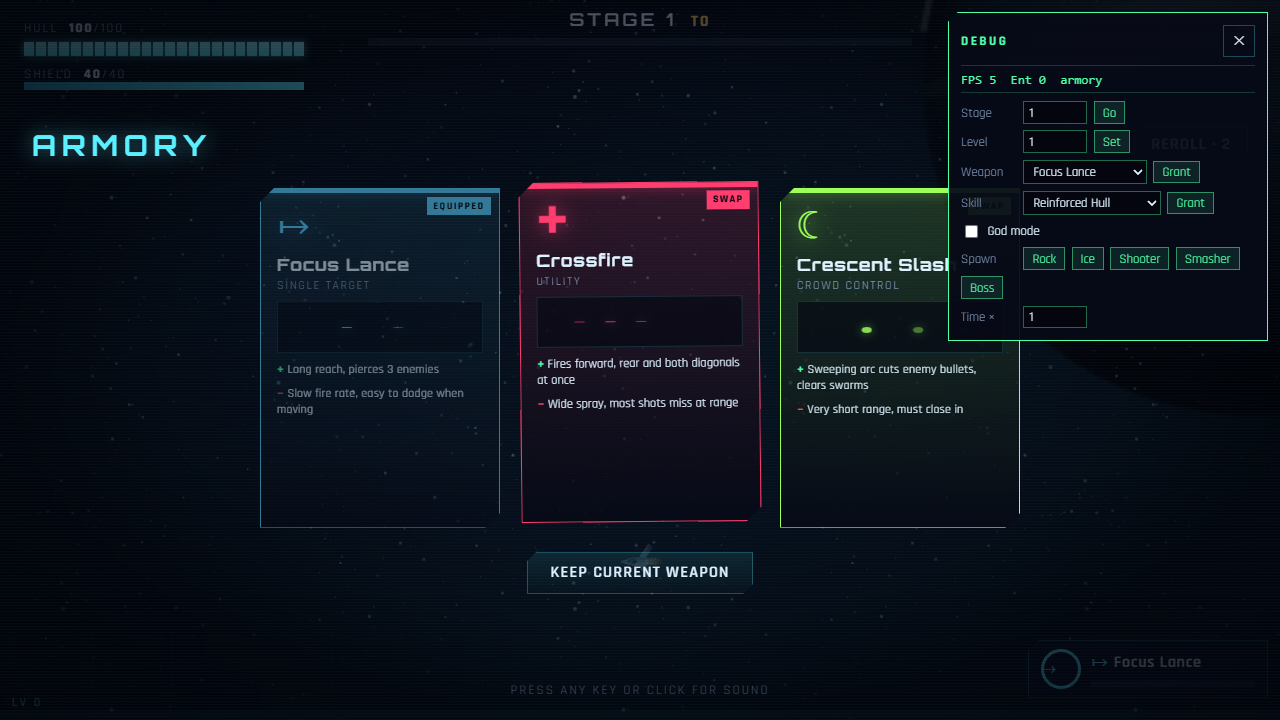 HULL 100/100
SHIELD 40/40
STAGE 1 TO
ARMORY
EQUIPPED
Focus Lance
SINGLE TARGET
+ Long reach, pierces 3 enemies
− Slow fire rate, easy to dodge when
moving
SWAP
Crossfire
UTILITY
+ Fires forward, rear and both diagonals
at once
− Wide spray, most shots miss at range
Crescent Slash
CROWD CONTROL
+ Sweeping arc cuts enemy bullets,
clears swarms
− Very short range, must close in
KEEP CURRENT WEAPON
PRESS ANY KEY OR CLICK FOR SOUND
LV 0
Focus Lance
REROLL · 2
DEBUG
FPS 5 Ent 0 armory
Stage 1 Go
Level 1 Set
Weapon Focus Lance Grant
Skill Reinforced Hull Grant
God mode
Spawn Rock Ice Shooter Smasher
Boss
Time × 1